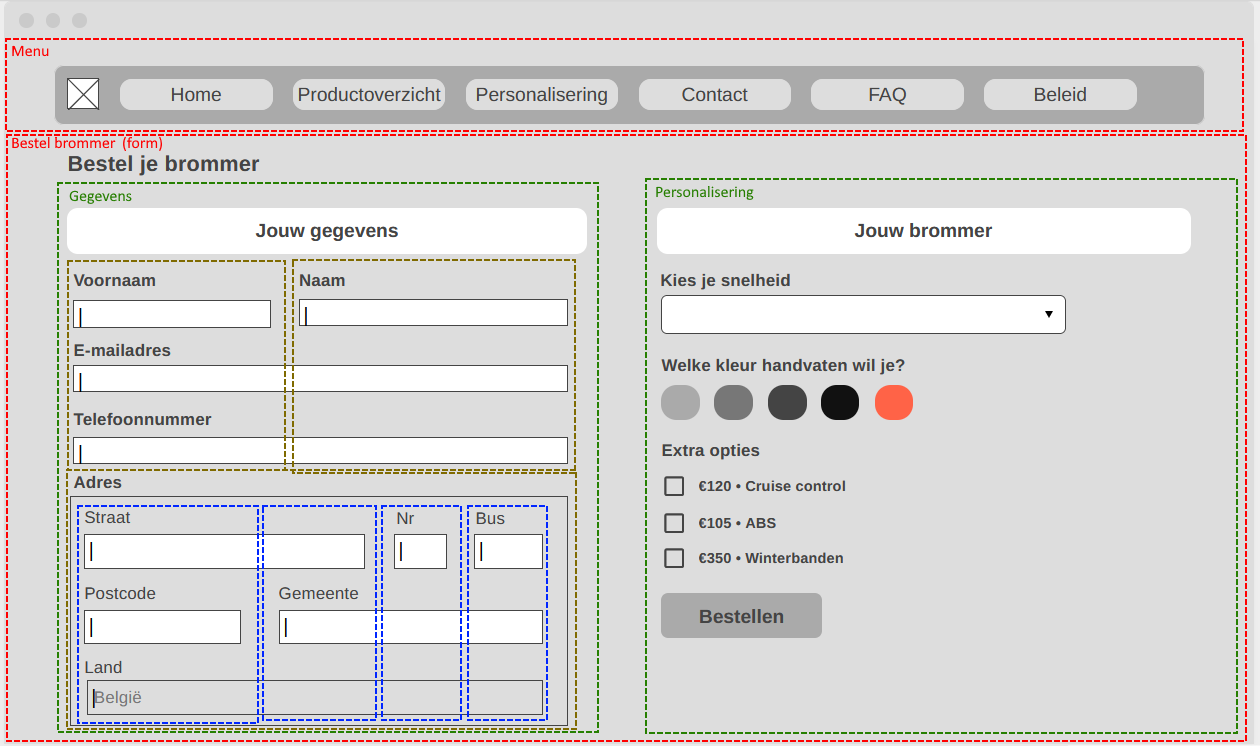 Menu
Home Productoverzicht Personalisering Contact FAQ Beleid
Bestel brommer (form)
Bestel je brommer
Gegevens
Jouw gegevens
Voornaam Naam
E-mailadres
Telefoonnummer
Adres
Straat Nr Bus
Postcode Gemeente
Land
België
Personalisering
Jouw brommer
Kies je snelheid
Welke kleur handvaten wil je?
Extra opties
€120 • Cruise control
€105 • ABS
€350 • Winterbanden
Bestellen